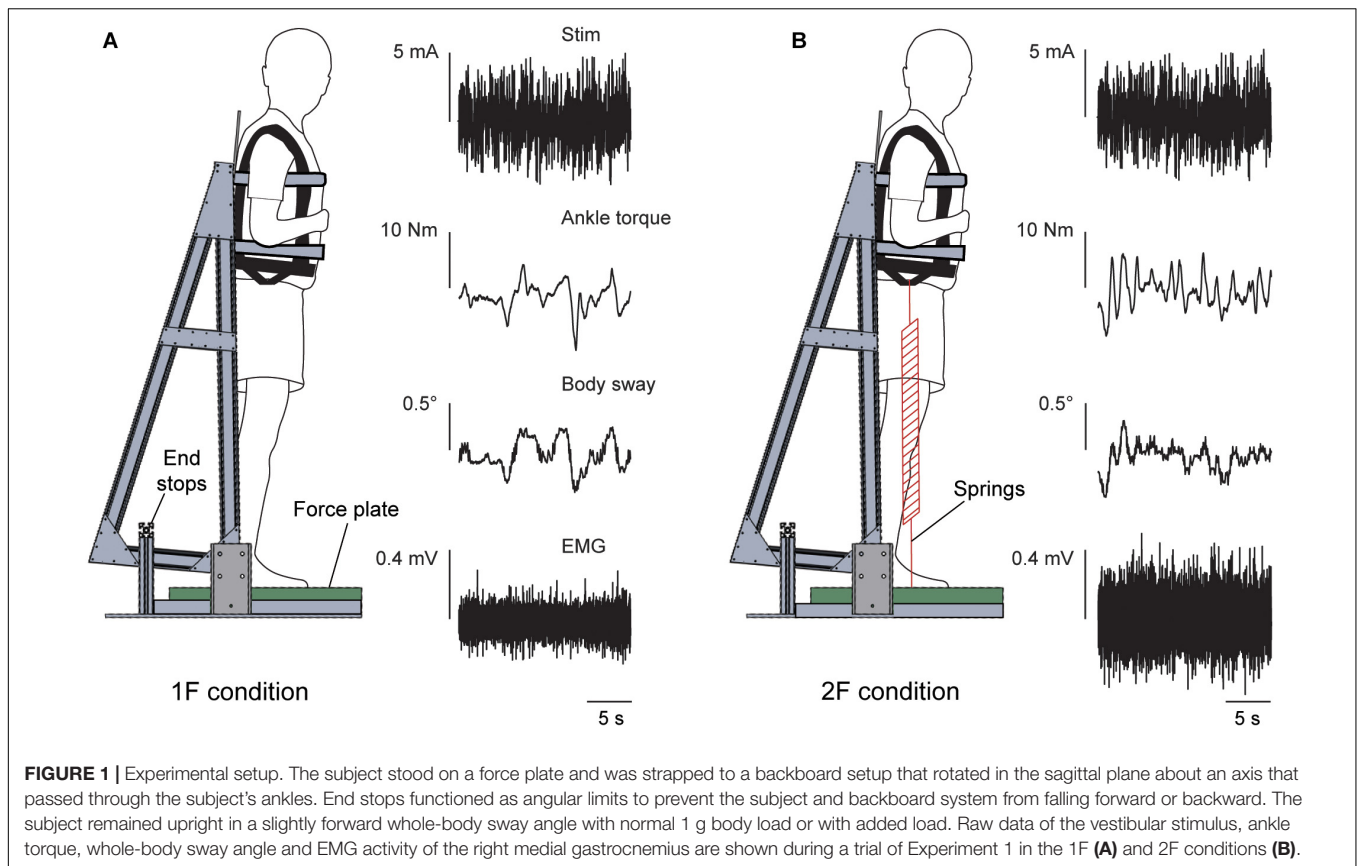 A
Stim
5 mA
Ankle torque
10 Nm
Body sway
0.5°
End
stops
Force plate
EMG
0.4 mV
1F condition
5 s
B
5 mA
10 Nm
0.5°
Springs
0.4 mV
2F condition
5 s
FIGURE 1 | Experimental setup. The subject stood on a force plate and was strapped to a backboard setup that rotated in the sagittal plane about an axis that
passed through the subject's ankles. End stops functioned as angular limits to prevent the subject and backboard system from falling forward or backward. The
subject remained upright in a slightly forward whole-body sway angle with normal 1 g body load or with added load. Raw data of the vestibular stimulus, ankle
torque, whole-body sway angle and EMG activity of the right medial gastrocnemius are shown during a trial of Experiment 1 in the 1F (A) and 2F conditions (B).